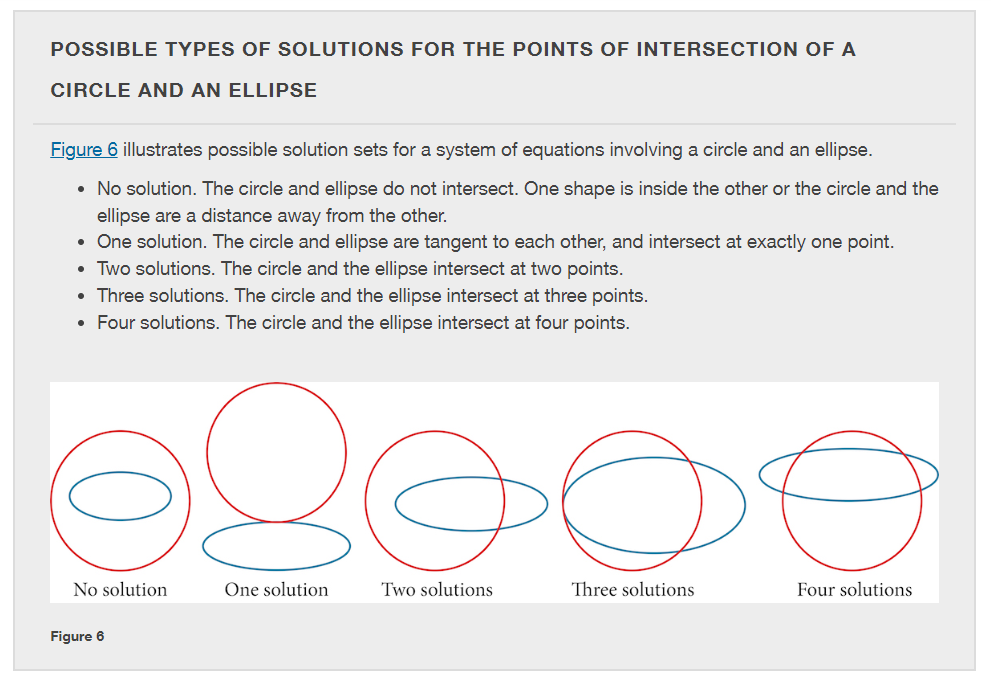 POSSIBLE TYPES OF SOLUTIONS FOR THE POINTS OF INTERSECTION OF A
CIRCLE AND AN ELLIPSE
Figure 6 illustrates possible solution sets for a system of equations involving a circle and an ellipse.
• No solution. The circle and ellipse do not intersect. One shape is inside the other or the circle and the
ellipse are a distance away from the other.
• One solution. The circle and ellipse are tangent to each other, and intersect at exactly one point.
• Two solutions. The circle and the ellipse intersect at two points.
• Three solutions. The circle and the ellipse intersect at three points.
• Four solutions. The circle and the ellipse intersect at four points.
No solution One solution Two solutions Three solutions Four solutions
Figure 6